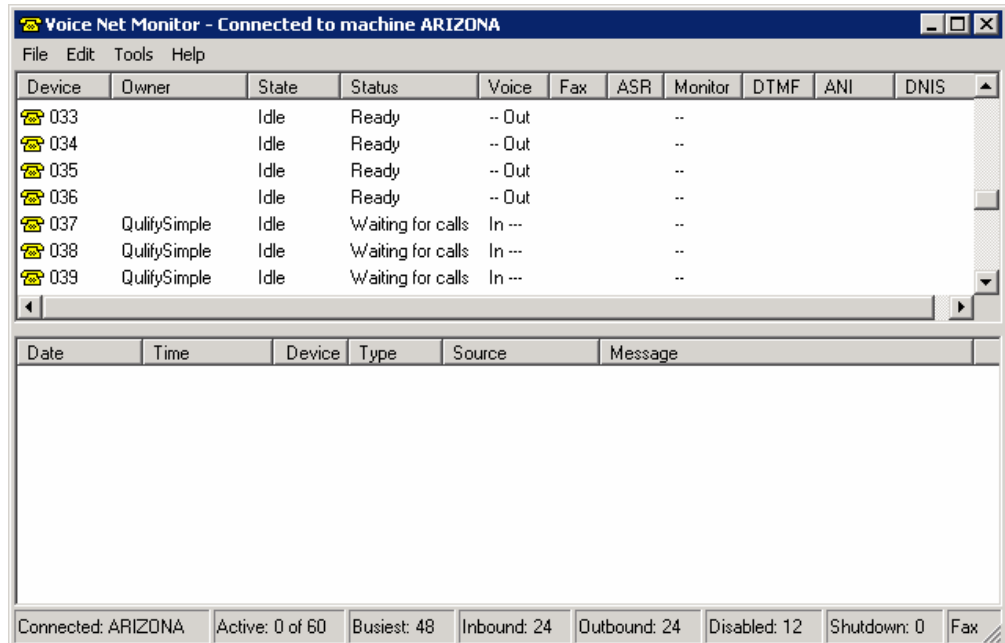 Voice Net Monitor - Connected to machine ARIZONA
File Edit Tools Help
Device Owner State Status Voice Fax ASR Monitor DTMF ANI DNIS
033 Idle Ready -- Out --
034 Idle Ready -- Out --
035 Idle Ready -- Out --
036 Idle Ready -- Out --
037 QulifySimple Idle Waiting for calls In --- --
038 QulifySimple Idle Waiting for calls In --- --
039 QulifySimple Idle Waiting for calls In --- --
Date Time Device Type Source Message
Connected: ARIZONA Active: 0 of 60 Busiest: 48 Inbound: 24 Outbound: 24 Disabled: 12 Shutdown: 0 Fax